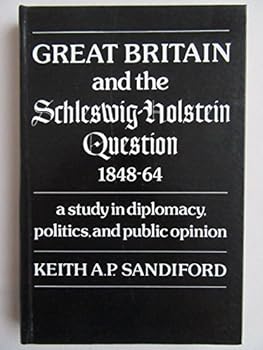 GREAT BRITAIN
and the
Schleswig-Holstein
Question
1848-64
a study in diplomacy,
politics, and public opinion
KEITH A.P. SANDIFORD